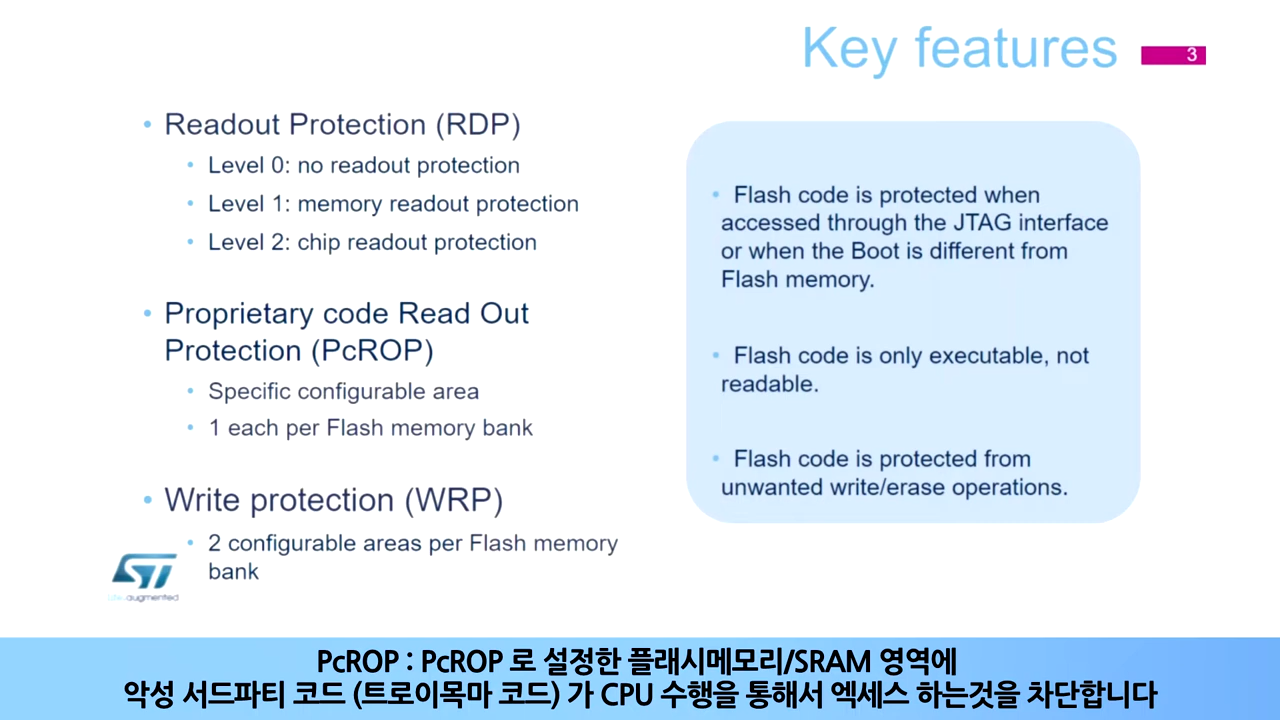 Key features
3
• Readout Protection (RDP)
• Level 0: no readout protection
• Level 1: memory readout protection
• Level 2: chip readout protection
• Proprietary code Read Out
Protection (PcROP)
• Specific configurable area
• 1 each per Flash memory bank
• Write protection (WRP)
• 2 configurable areas per Flash memory
bank
• Flash code is protected when
accessed through the JTAG interface
or when the Boot is different from
Flash memory.
• Flash code is only executable, not
readable.
• Flash code is protected from
unwanted write/erase operations.
ST
life.augmented
PcROP : PcROP 로 설정한 플래시메모리/SRAM 영역에
악성 서드파티 코드 (트로이목마 코드) 가 CPU 수행을 통해서 엑세스 하는것을 차단합니다